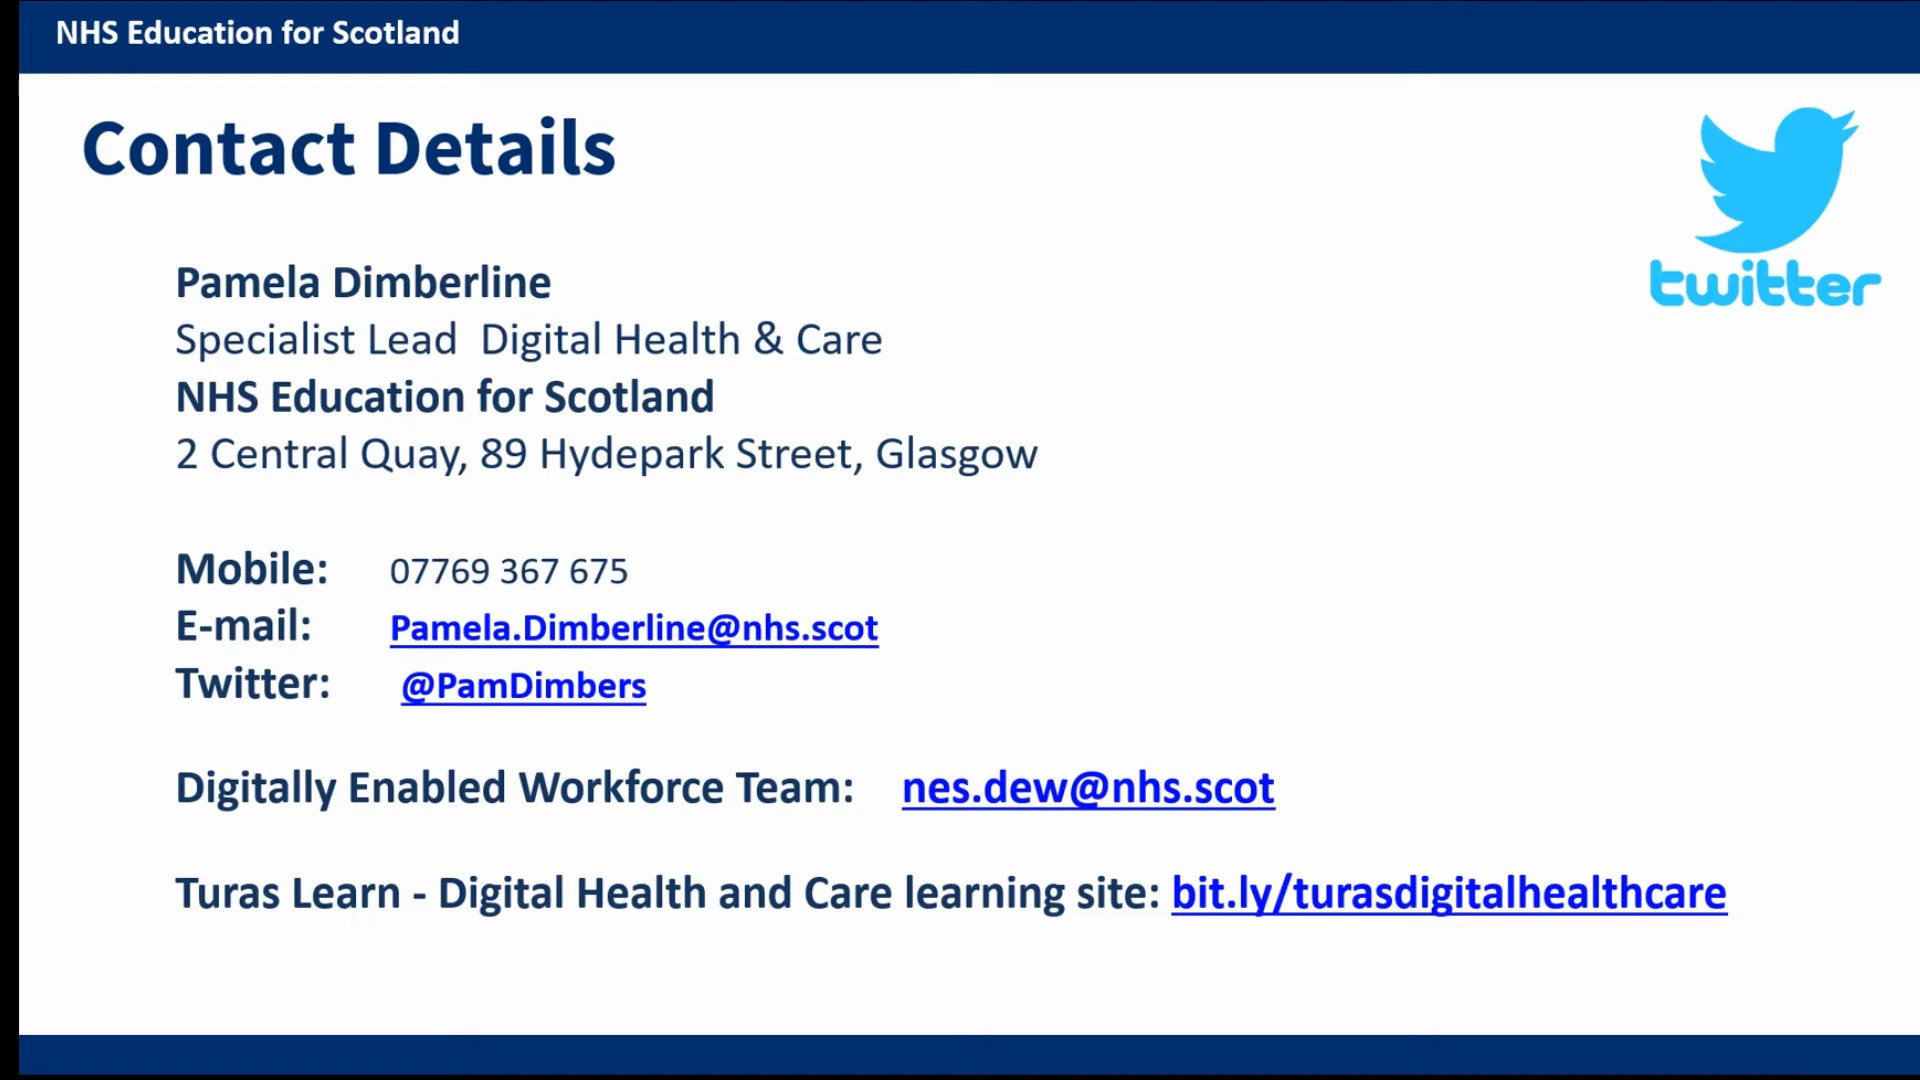 NHS Education for Scotland
Contact Details
twitter
Pamela Dimberline
Specialist Lead  Digital Health & Care
NHS Education for Scotland
2 Central Quay, 89 Hydepark Street, Glasgow
Mobile: 07769 367 675
E-mail: Pamela.Dimberline@nhs.scot
Twitter: @PamDimbers
Digitally Enabled Workforce Team: nes.dew@nhs.scot
Turas Learn - Digital Health and Care learning site: bit.ly/turasdigitalhealthcare